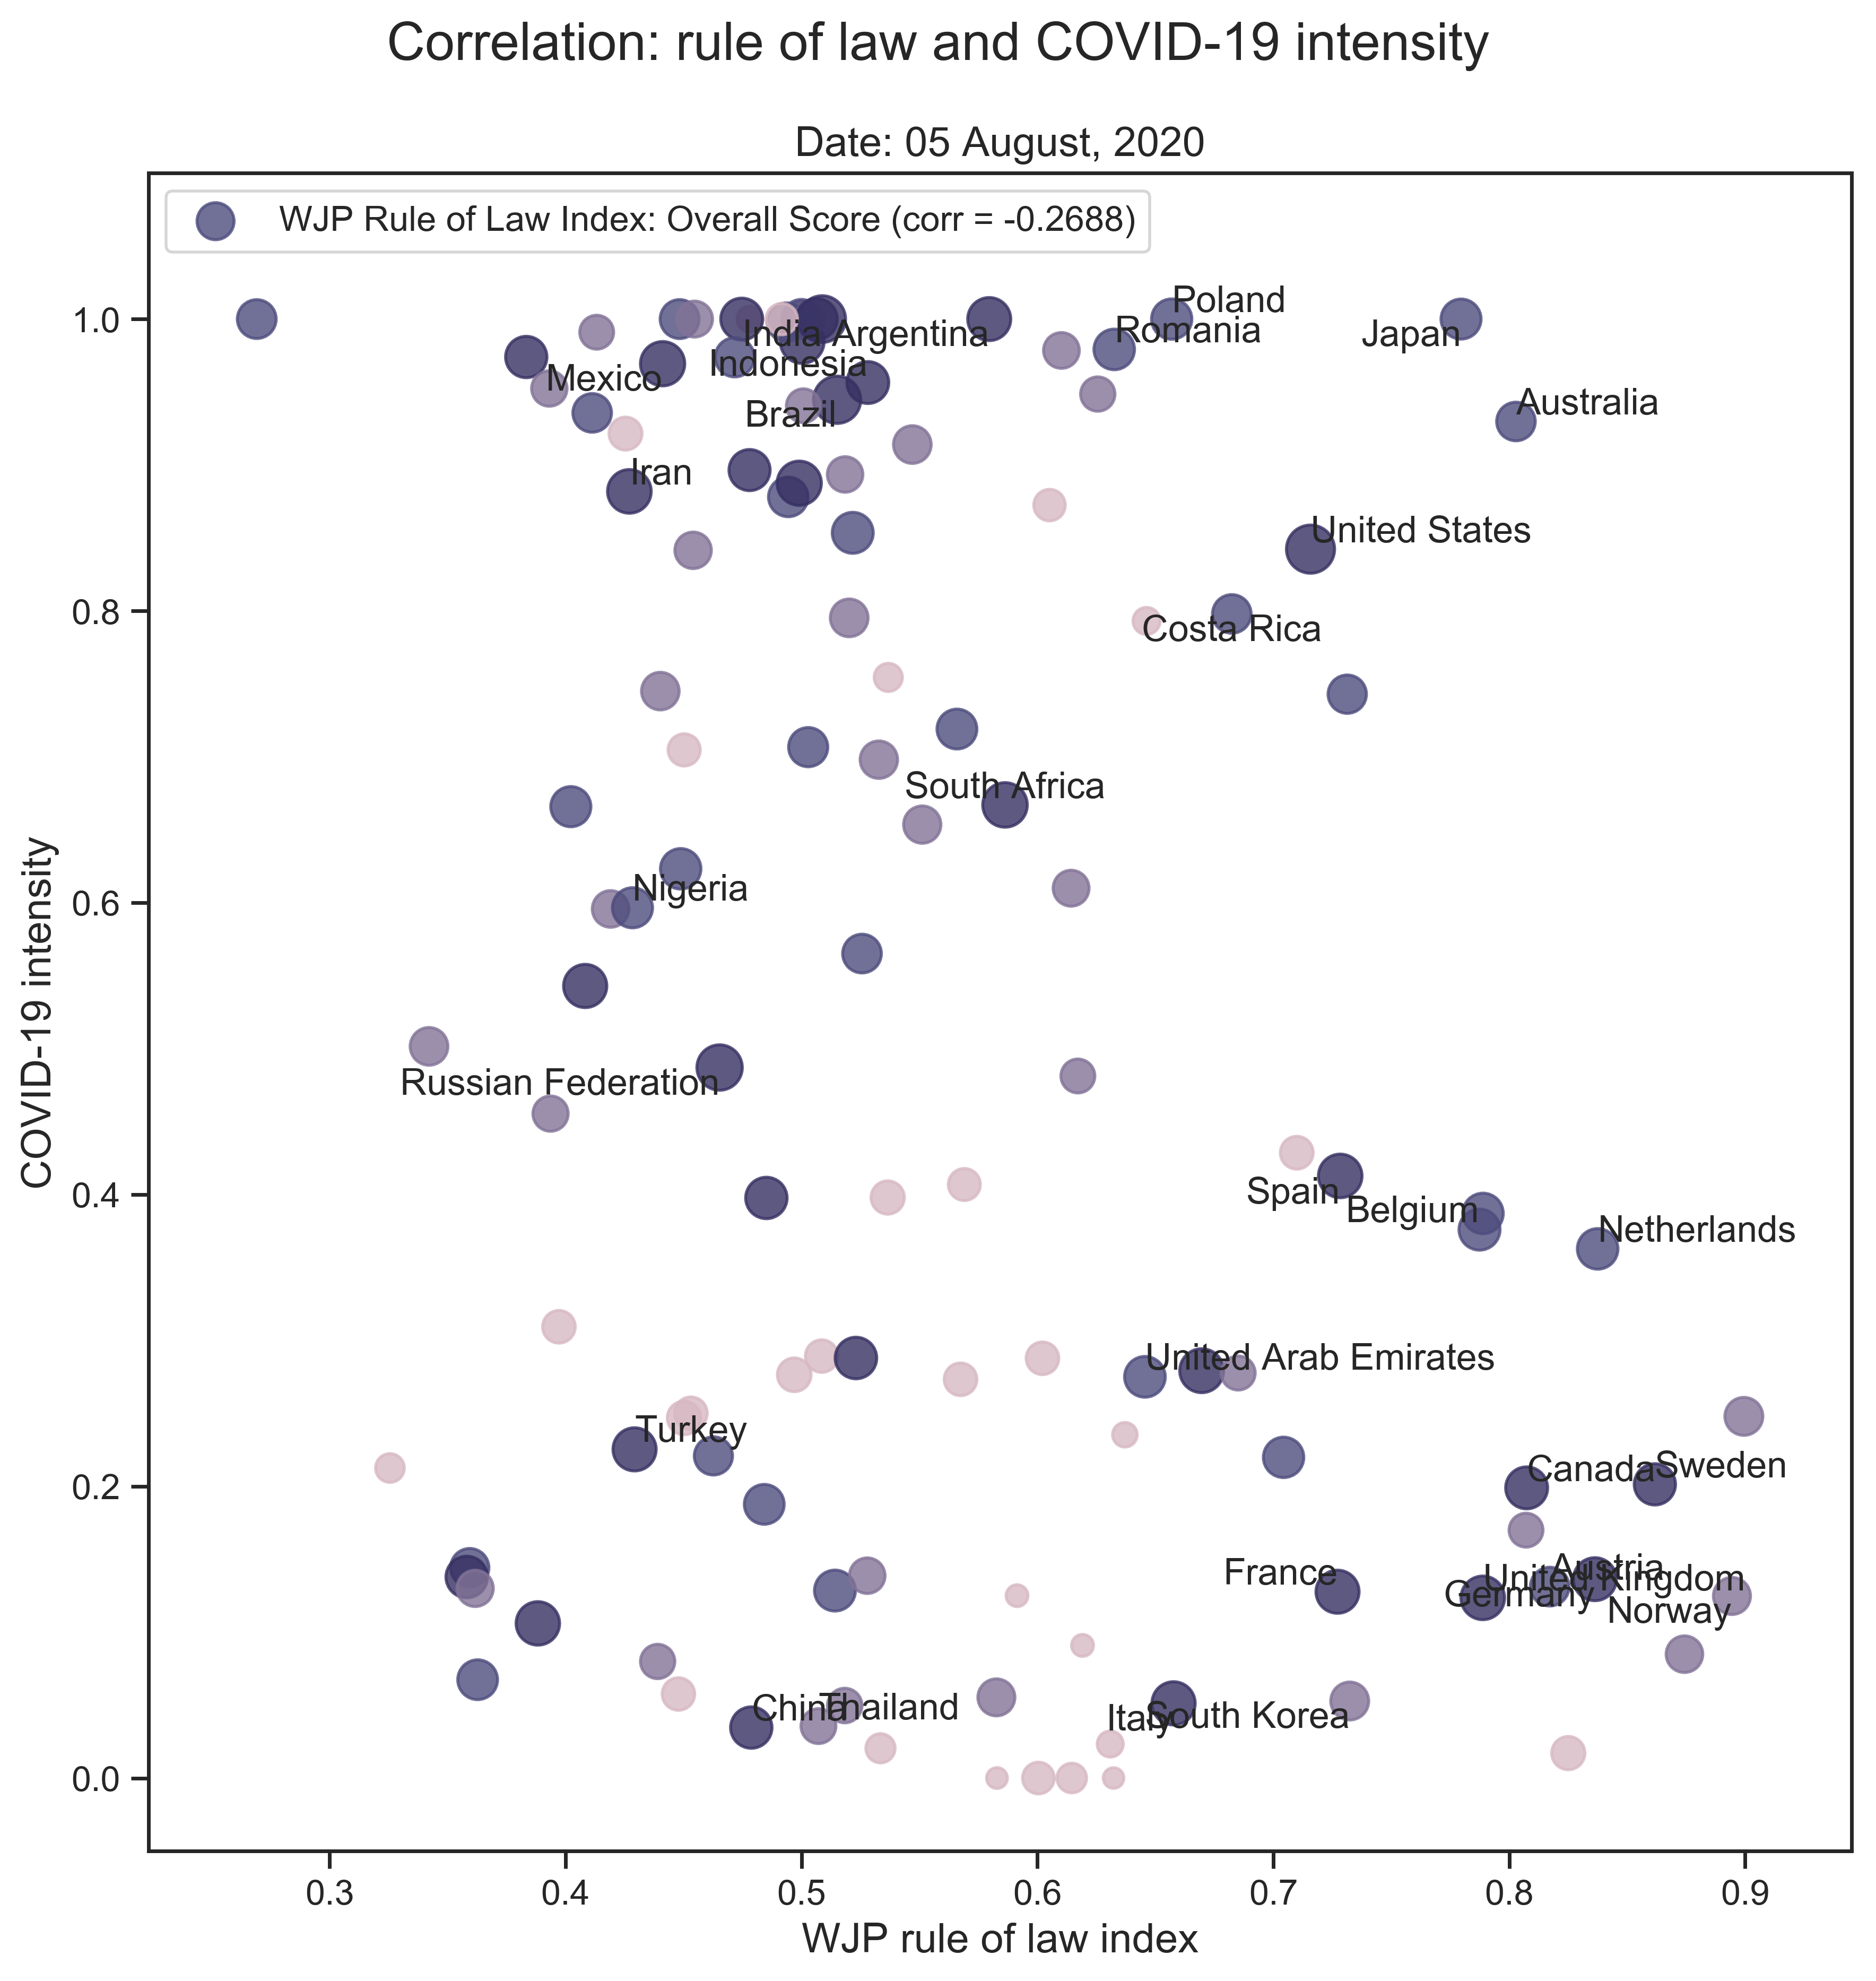 Correlation: rule of law and COVID-19 intensity
Date: 05 August, 2020
WJP Rule of Law Index: Overall Score (corr = -0.2688)
Poland
Romania
Japan
India
Argentina
Indonesia
Mexico
Brazil
Australia
Iran
United States
Costa Rica
South Africa
Nigeria
Russian Federation
Spain
Belgium
Netherlands
United Arab Emirates
Turkey
Canada
Sweden
France
Austria
United Kingdom
Germany
Norway
China
Thailand
Italy
South Korea
COVID-19 intensity
1.0
0.8
0.6
0.4
0.2
0.0
0.3
0.4
0.5
0.6
0.7
0.8
0.9
WJP rule of law index